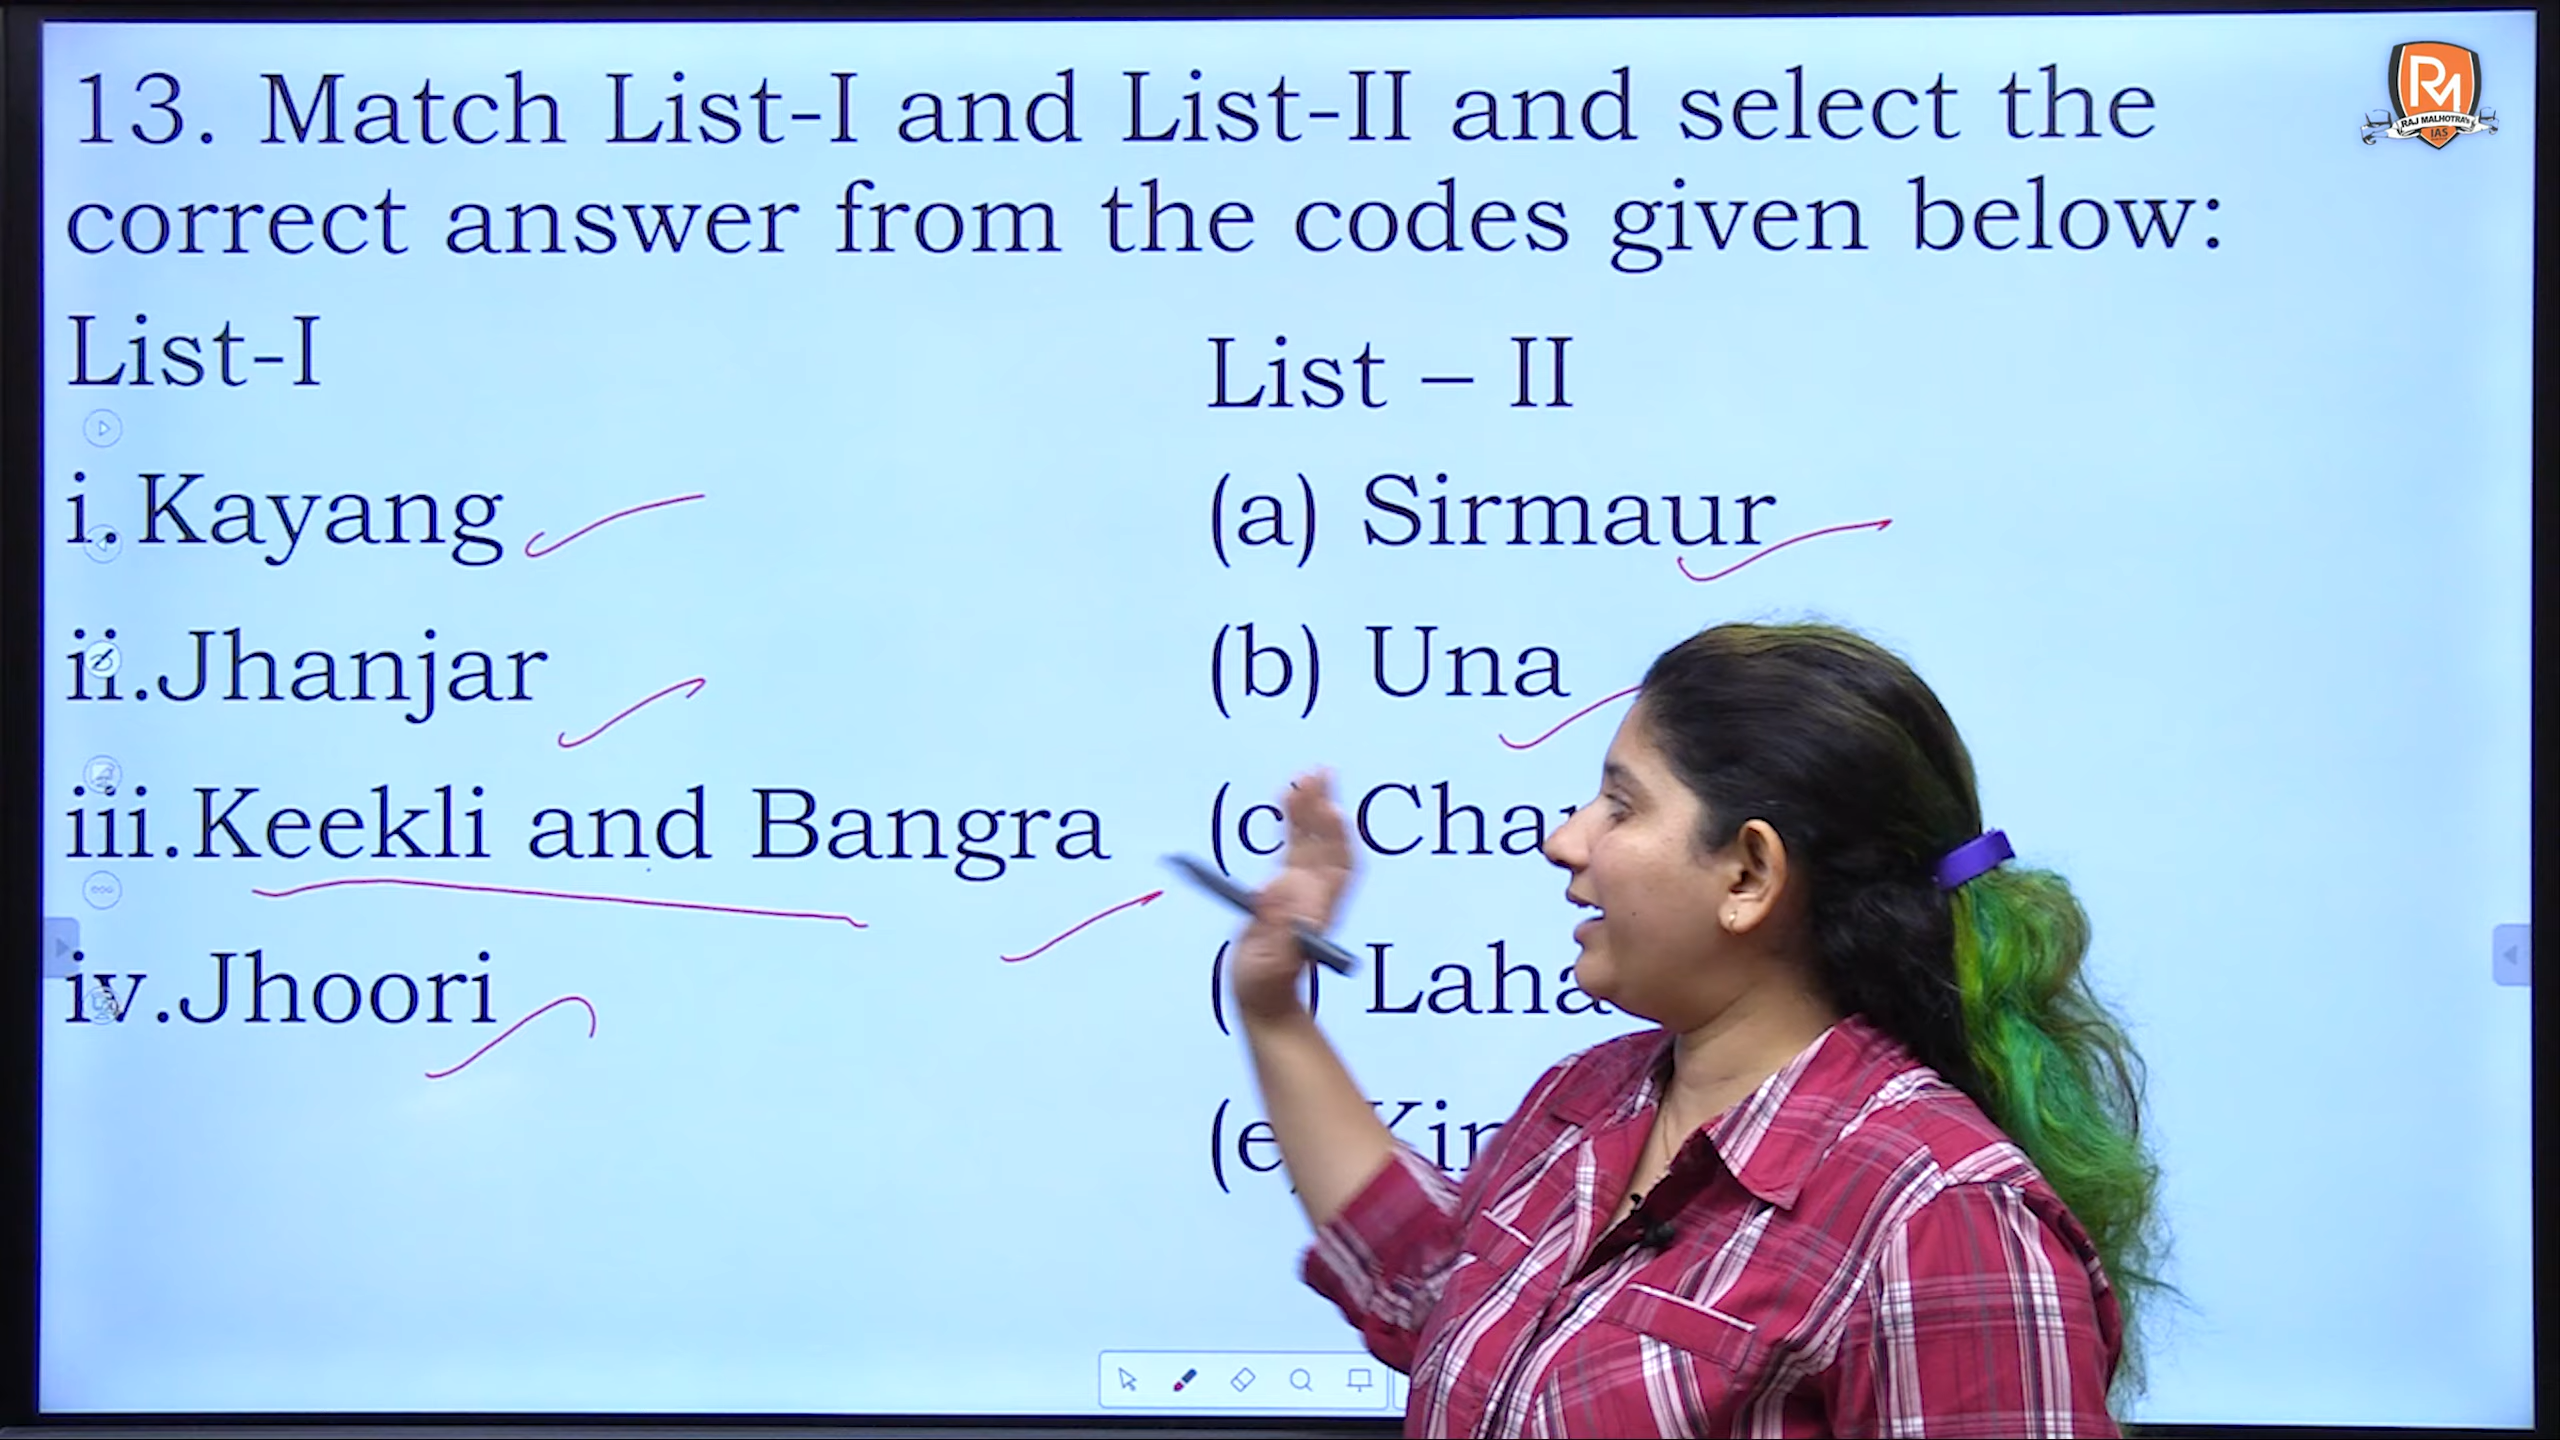 13. Match List-I and List-II and select the
correct answer from the codes given below:
List-I
List – II
i.Kayang
(a) Sirmaur
ii.Jhanjar
(b) Una
iii.Keekli and Bangra
iv.Jhoori
RM
RAJ MALHOTRA'S
IAS